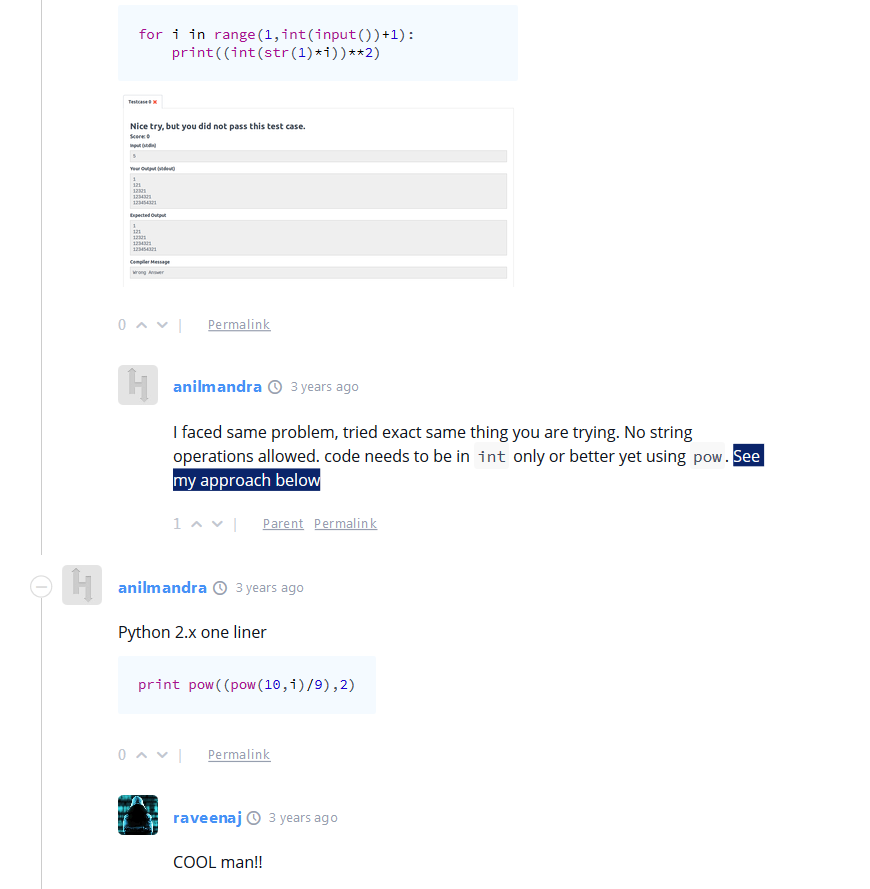 for i in range(1,int(input())+1):
print((int(str(1)*i))**2)
Testcase 0 ×
Nice try, but you did not pass this test case.
Score: 0
Input (stdin)
5
Your Output (stdout)
1
121
12321
1234321
123454321
Expected Output
1
121
12321
1234321
123454321
Compiler Message
Wrong Answer
0 | Permalink
anilmandra 3 years ago
I faced same problem, tried exact same thing you are trying. No string
operations allowed. code needs to be in int only or better yet using pow. See
my approach below
1 | Parent Permalink
anilmandra 3 years ago
Python 2.x one liner
print pow((pow(10,i)/9),2)
0 | Permalink
raveenaj 3 years ago
COOL man!!